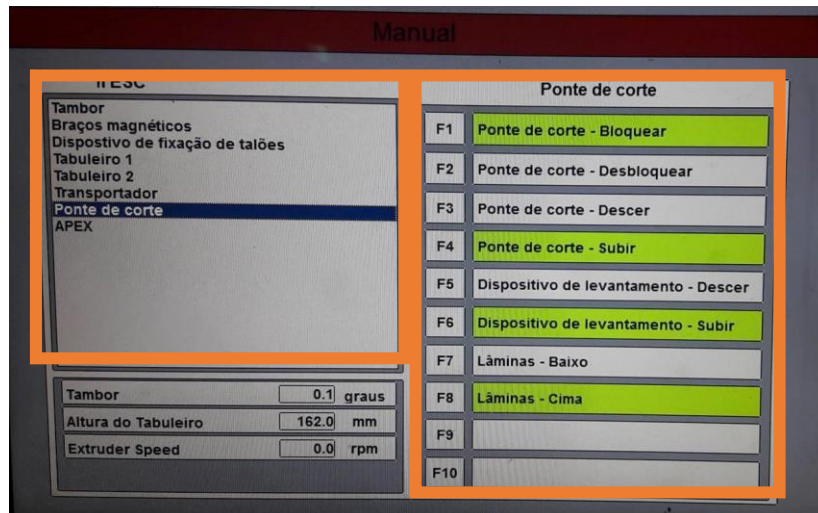 Manual
Tambor
Braços magnéticos
Dispostivo de fixação de talões
Tabuleiro 1
Tabuleiro 2
Transportador
Ponte de corte
APEX
Tambor 0.1 graus
Altura do Tabuleiro 162.0 mm
Extruder Speed 0.0 rpm
Ponte de corte
F1 Ponte de corte - Bloquear
F2 Ponte de corte - Desbloquear
F3 Ponte de corte - Descer
F4 Ponte de corte - Subir
F5 Dispositivo de levantamento - Descer
F6 Dispositivo de levantamento - Subir
F7 Lâminas - Baixo
F8 Lâminas - Cima
F9
F10